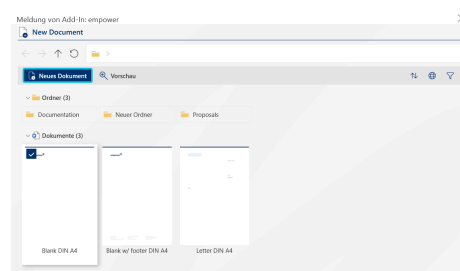 Meldung von Add-In: empower
New Document
Neues Dokument Vorschau
Ordner (3)
Documentation Neuer Ordner Proposals
Dokumente (3)
Blank DIN A4 Blank w/ footer DIN A4 Letter DIN A4